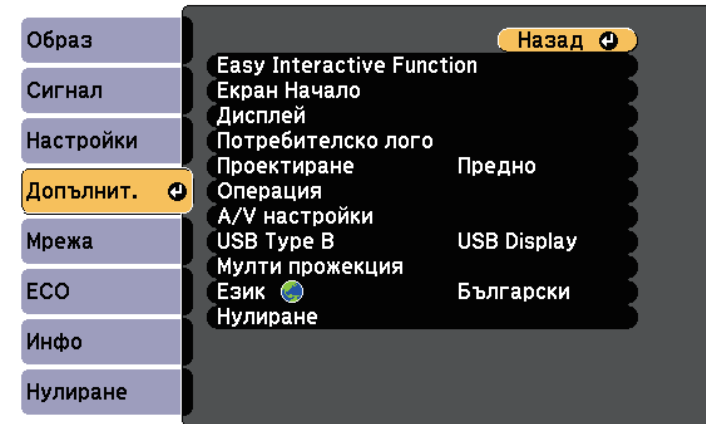 Образ
Сигнал
Настройки
Допълнит.
Мрежа
ECO
Инфо
Нулиране
Назад
Easy Interactive Function
Екран Начало
Дисплей
Потребителско лого
Проектиране Предно
Операция
A/V настройки
USB Type B USB Display
Мулти прожекция
Език Български
Нулиране